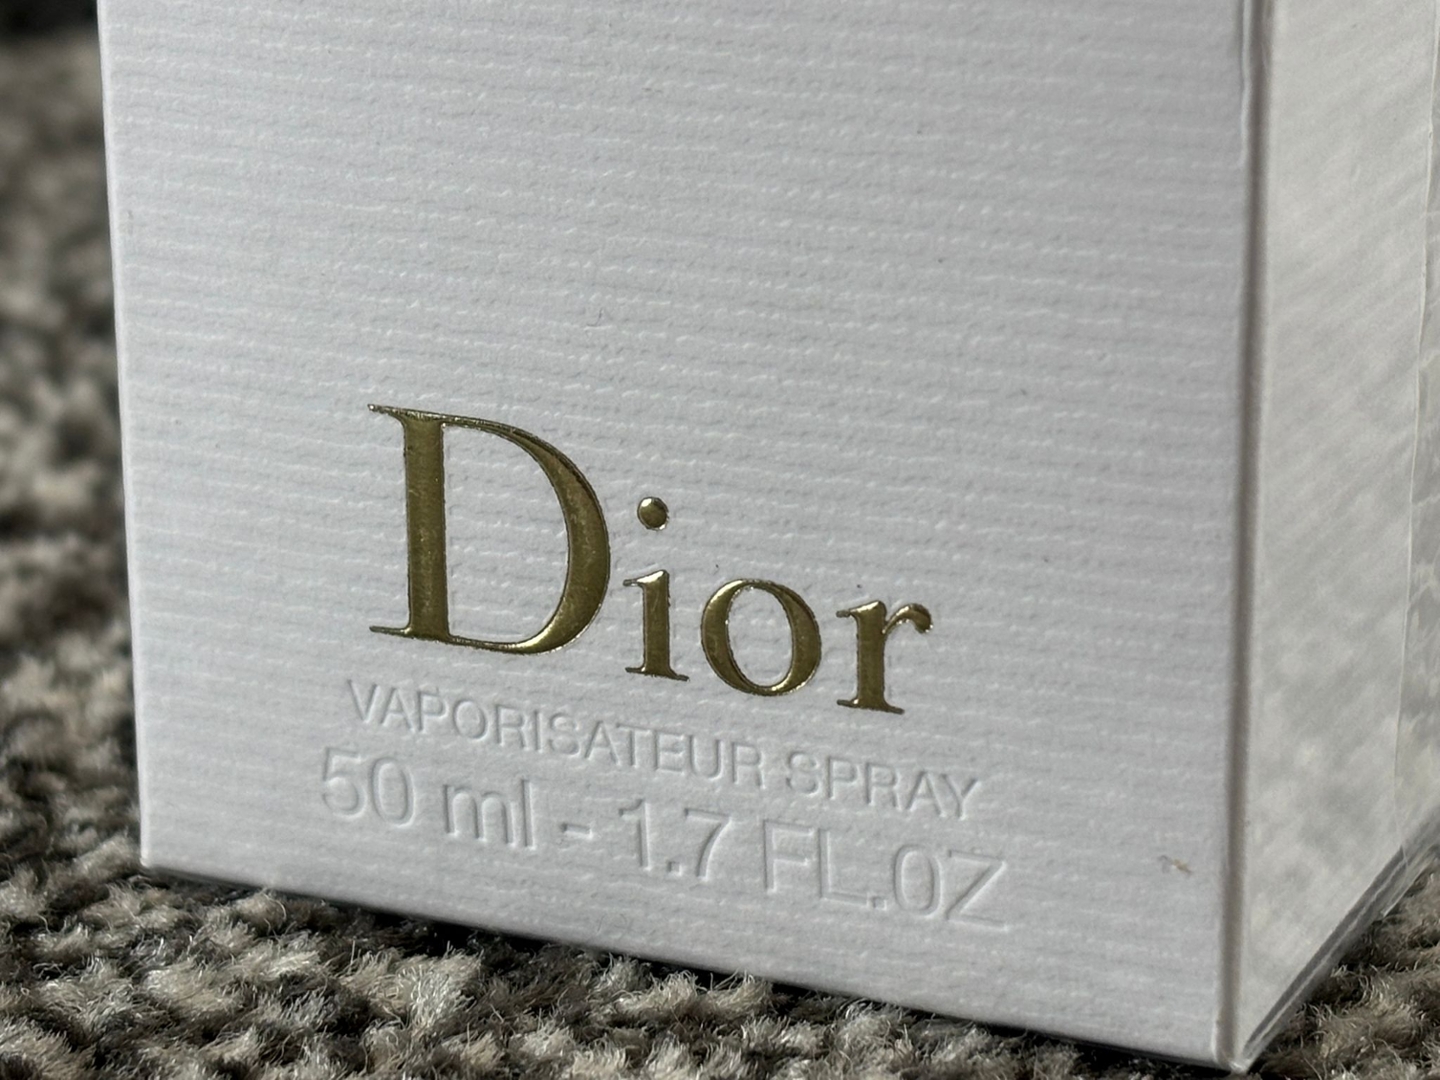 Dior
VAPORISATEUR SPRAY
50 ml - 1.7 FL.OZ